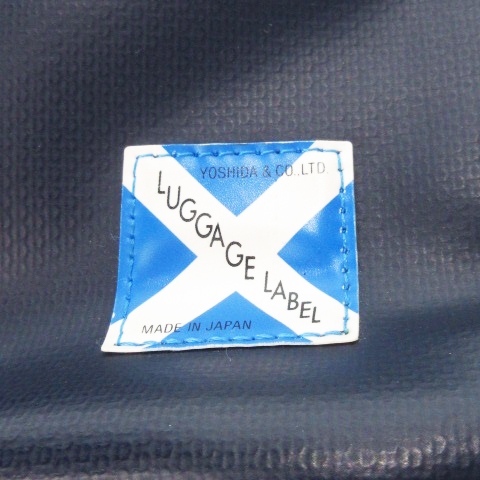 YOSHIDA & CO.,LTD.
LUGGAGE LABEL
MADE IN JAPAN